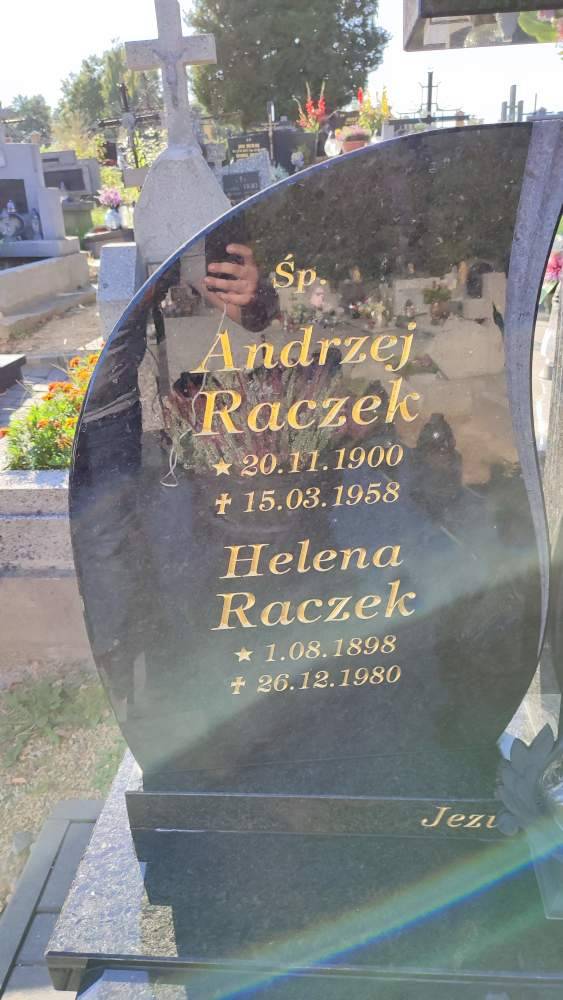 Śp.
Andrzej
Raczek
★ 20.11.1900
✝ 15.03.1958
Helena
Raczek
★ 1.08.1898
✝ 26.12.1980